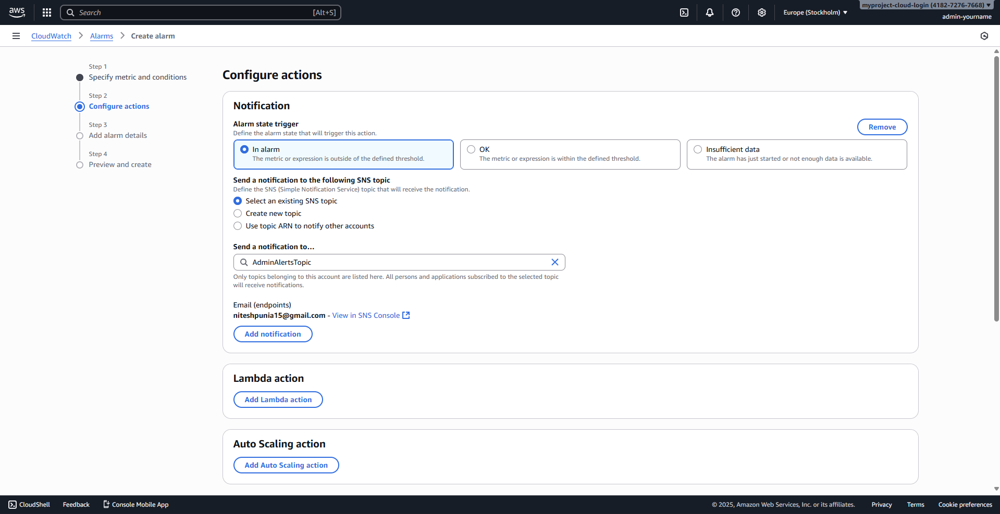 aws
Search
[Alt+S]
Europe (Stockholm)
myproject-cloud-login (4182-7276-7668)
admin-yourname
CloudWatch
Alarms
Create alarm
Step 1
Specify metric and conditions
Step 2
Configure actions
Step 3
Add alarm details
Step 4
Preview and create
Configure actions
Notification
Alarm state trigger
Define the alarm state that will trigger this action.
Remove
In alarm
The metric or expression is outside of the defined threshold.
OK
The metric or expression is within the defined threshold.
Insufficient data
The alarm has just started or not enough data is available.
Send a notification to the following SNS topic
Define the SNS (Simple Notification Service) topic that will receive the notification.
Select an existing SNS topic
Create new topic
Use topic ARN to notify other accounts
Send a notification to…
AdminAlertsTopic
Only topics belonging to this account are listed here. All persons and applications subscribed to the selected topic
will receive notifications.
Email (endpoints)
niteshpunia15@gmail.com - View in SNS Console
Add notification
Lambda action
Add Lambda action
Auto Scaling action
Add Auto Scaling action
CloudShell
Feedback
Console Mobile App
© 2025, Amazon Web Services, Inc. or its affiliates.
Privacy
Terms
Cookie preferences